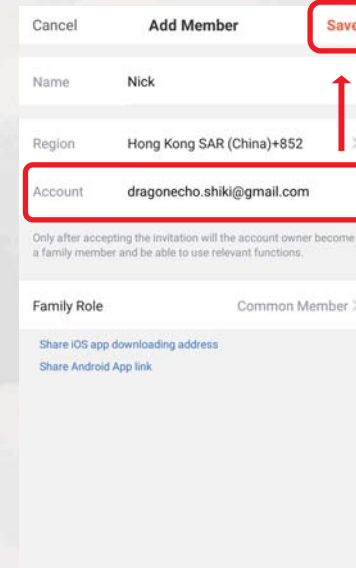 Cancel Add Member Save
Name Nick
Region Hong Kong SAR (China)+852
Account dragonecho.shiki@gmail.com
Only after accepting the invitation will the account owner become
a family member and be able to use relevant functions.
Family Role Common Member
Share iOS app downloading address
Share Android App link